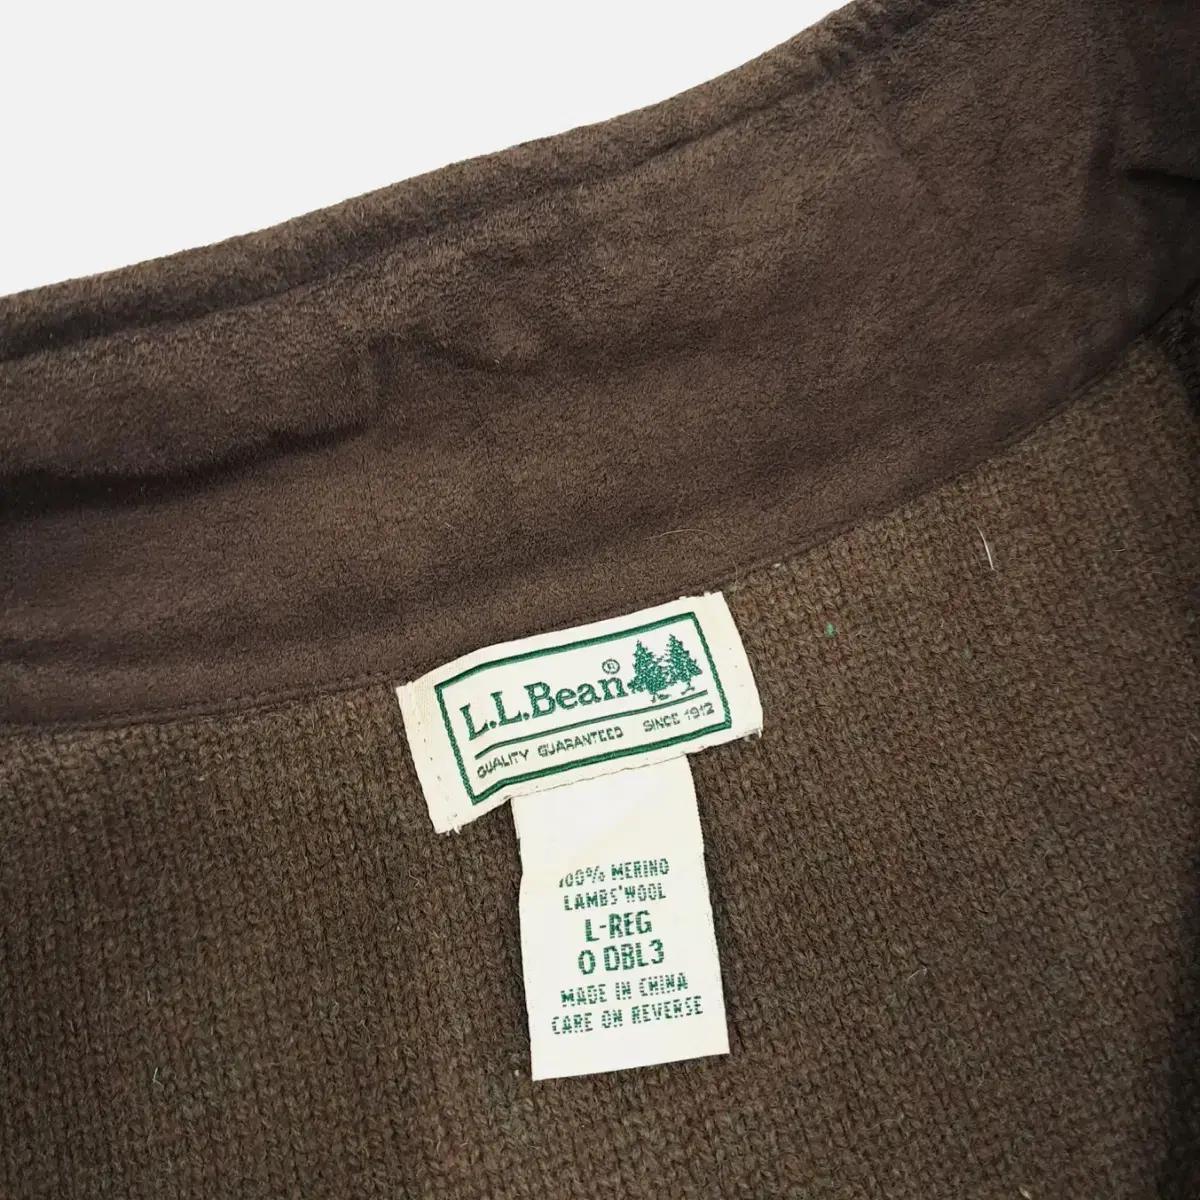 L.L.Bean®
QUALITY GUARANTEED SINCE 1912
100% MERINO
LAMBS'WOOL
L-REG
0 DBL3
MADE IN CHINA
CARE ON REVERSE